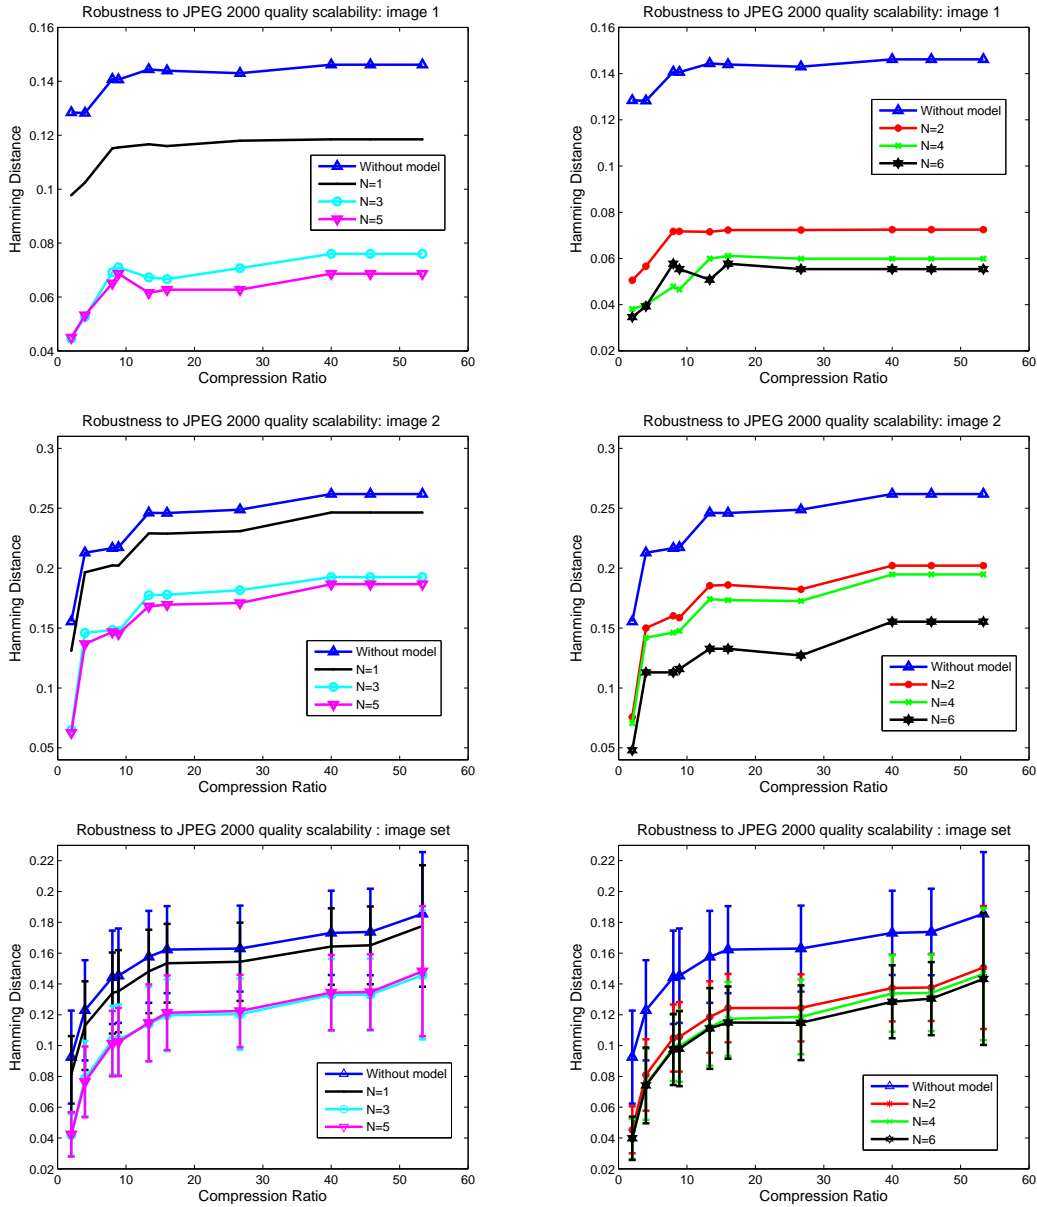 Robustness to JPEG 2000 quality scalability: image 1
0.16
0.14
0.12
0.1
0.08
0.06
0.04
Hamming Distance
Without model
N=1
N=3
N=5
0 10 20 30 40 50 60
Compression Ratio
Robustness to JPEG 2000 quality scalability: image 1
0.16
0.14
0.12
0.1
0.08
0.06
0.04
0.02
Hamming Distance
Without model
N=2
N=4
N=6
0 10 20 30 40 50 60
Compression Ratio
Robustness to JPEG 2000 quality scalability: image 2
0.3
0.25
0.2
0.15
0.1
0.05
Hamming Distance
Without model
N=1
N=3
N=5
0 10 20 30 40 50 60
Compression Ratio
Robustness to JPEG 2000 quality scalability: image 2
0.3
0.25
0.2
0.15
0.1
0.05
Hamming Distance
Without model
N=2
N=4
N=6
0 10 20 30 40 50 60
Compression Ratio
Robustness to JPEG 2000 quality scalability : image set
0.22
0.2
0.18
0.16
0.14
0.12
0.1
0.08
0.06
0.04
0.02
Hamming Distance
Without model
N=1
N=3
N=5
0 10 20 30 40 50 60
Compression Ratio
Robustness to JPEG 2000 quality scalability : image set
0.22
0.2
0.18
0.16
0.14
0.12
0.1
0.08
0.06
0.04
0.02
Hamming Distance
Without model
N=2
N=4
N=6
0 10 20 30 40 50 60
Compression Ratio